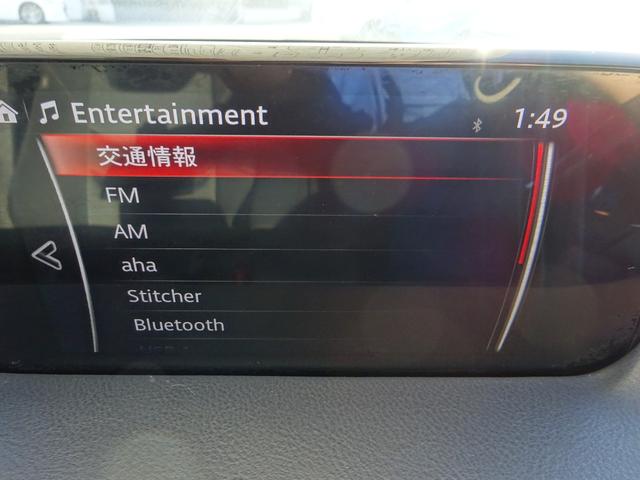 Entertainment 1:49
交通情報
FM
AM
aha
Stitcher
Bluetooth